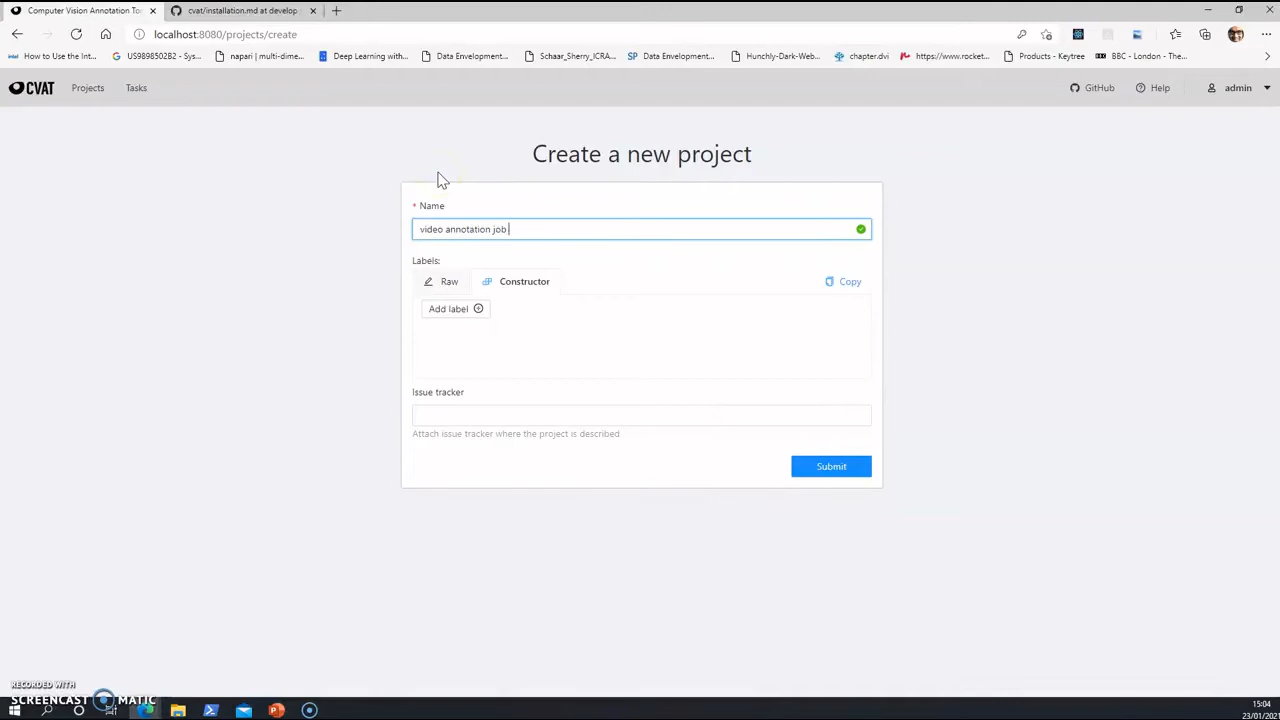 Computer Vision Annotation Too
cvat/installation.md at develop
localhost:8080/projects/create
How to Use the Int...
US9898502B2 - Sys...
napari | multi-dime...
Deep Learning with...
Data Envelopment...
Schaar_Sherry_ICRA...
SP Data Envelopment...
Hunchly-Dark-Web...
chapter.dvi
https://www.rocket...
Products - Keytree
BBC - London - The...
CVAT
Projects
Tasks
GitHub
Help
admin
Create a new project
* Name
video annotation job
Labels:
Raw
Constructor
Copy
Add label
Issue tracker
Attach issue tracker where the project is described
Submit
RECORDED WITH
SCREENCAST MATIC
15:04
23/01/2021